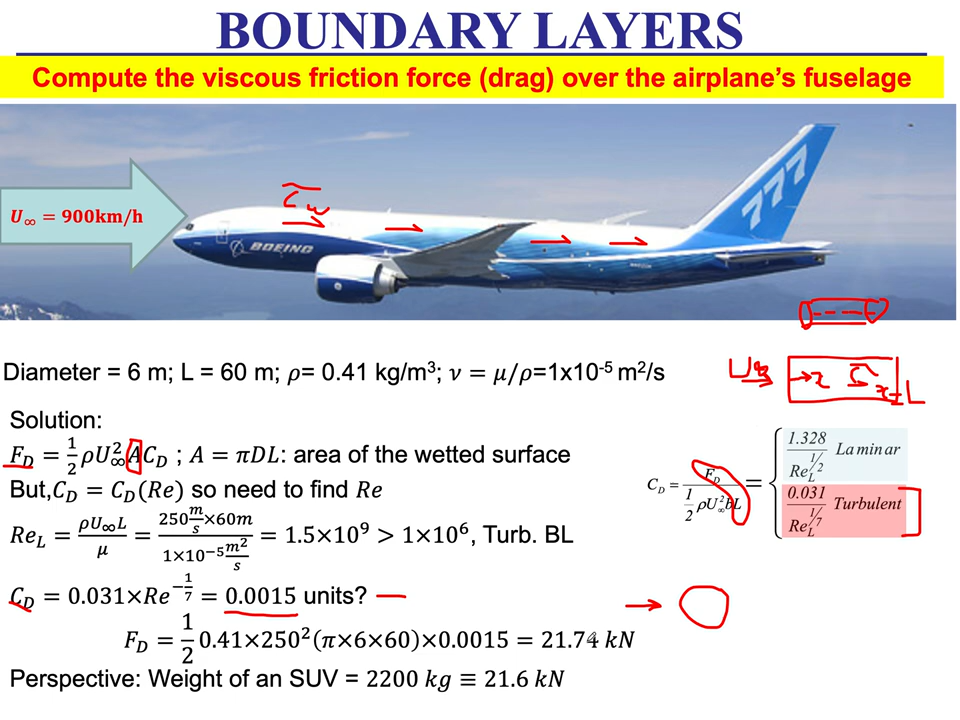 BOUNDARY LAYERS
Compute the viscous friction force (drag) over the airplane's fuselage
U∞ = 900km/h
τw
BOEING
777
Diameter = 6 m; L = 60 m; ρ= 0.41 kg/m³; ν = μ/ρ=1x10⁻⁵ m²/s
U∞ x x=L
Solution:
F_D = 1/2 ρU∞² A C_D ; A = πDL: area of the wetted surface
But, C_D = C_D(Re) so need to find Re
Re_L = ρU∞L/μ = (250 m/s ×60m)/(1×10⁻⁵ m²/s) = 1.5×10⁹ > 1×10⁶, Turb. BL
C_D = F_D/(1/2 ρU∞² bL) = { 1.328/Re_L^(1/2) Laminar
0.031/Re_L^(1/7) Turbulent
C_D = 0.031×Re^(-1/7) = 0.0015 units? —
F_D = 1/2 0.41×250²(π×6×60)×0.0015 = 21.74 kN
Perspective: Weight of an SUV = 2200 kg ≡ 21.6 kN